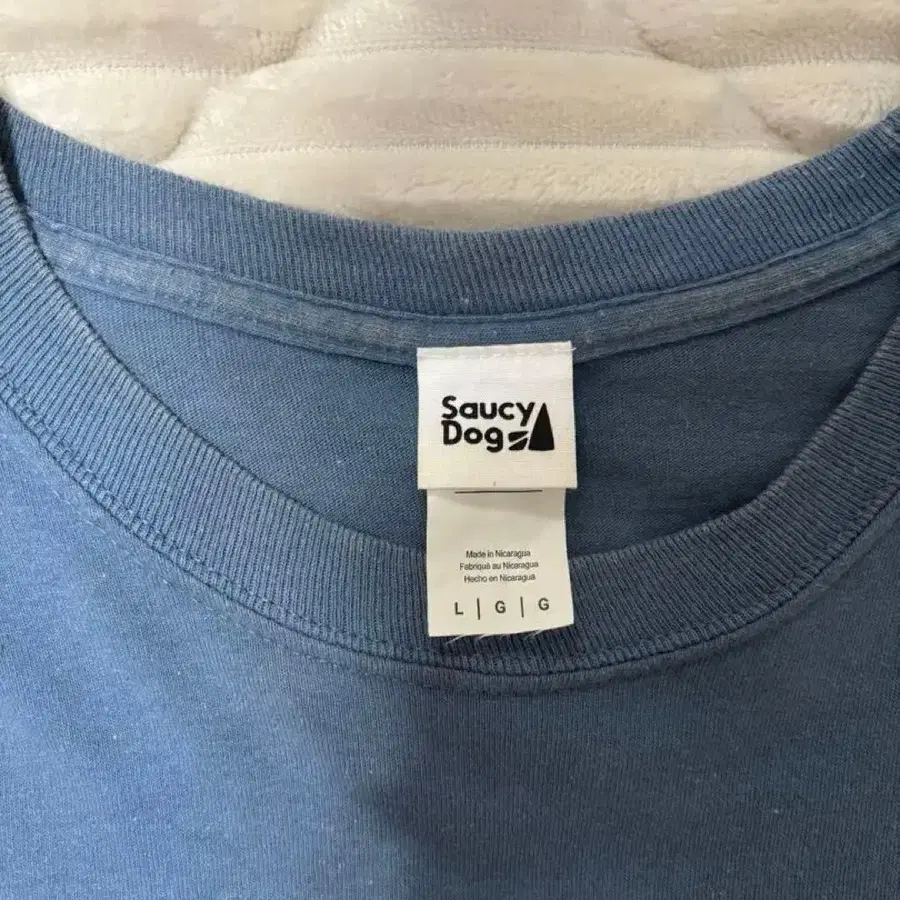 Saucy
Dog
Made in Nicaragua
Fabriqué au Nicaragua
Hecho en Nicaragua
L | G | G